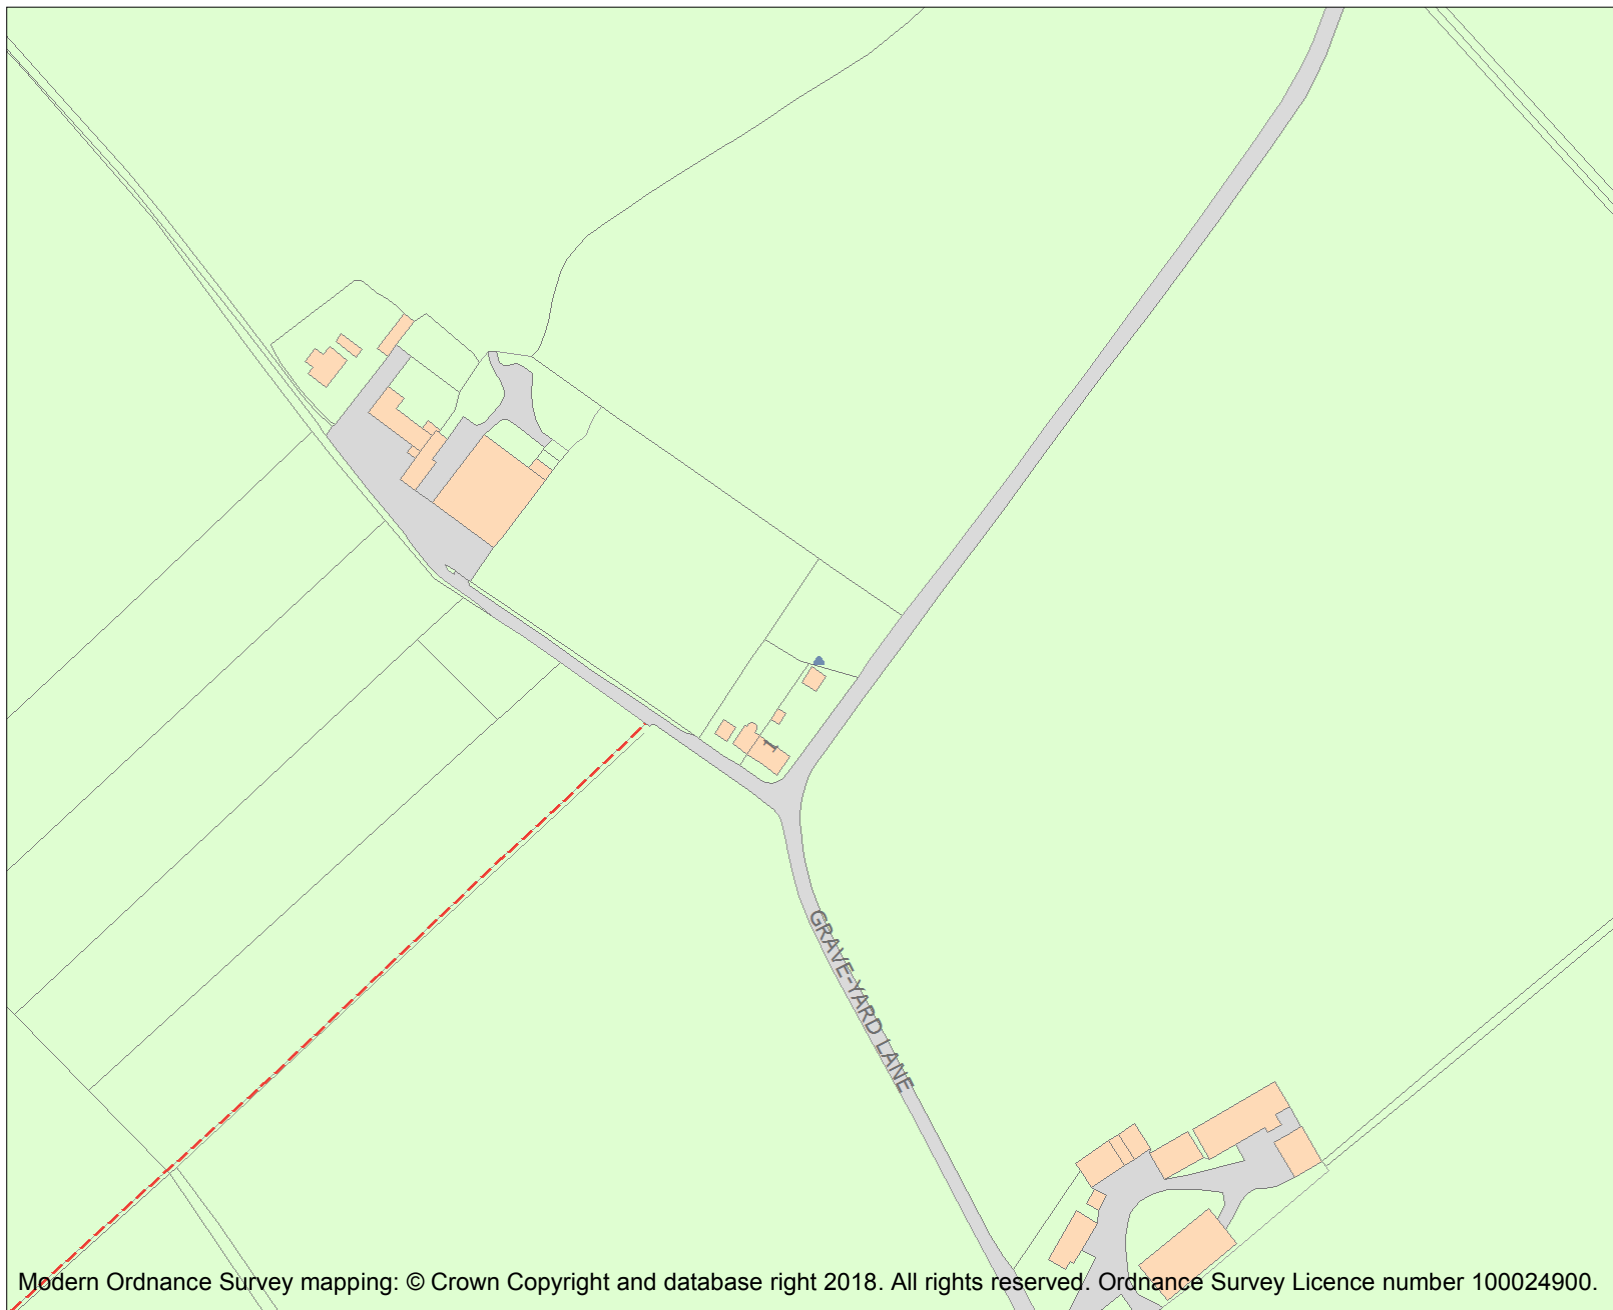 1
GRAVE-YARD LANE
Modern Ordnance Survey mapping: © Crown Copyright and database right 2018. All rights reserved. Ordnance Survey Licence number 100024900.